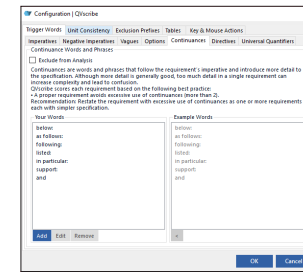 Configuration | QVscribe
Trigger Words Unit Consistency Exclusion Prefixes Tables Key & Mouse Actions
Imperatives Negative Imperatives Vagues Options Continuances Directives Universal Quantifiers
Continuance Words and Phrases
Exclude from Analysis
Continuances are words and phrases that follow the requirement's imperative and introduce more detail to
the specification. Although more detail is generally good, too much detail in a single requirement can
increase complexity and lead to confusion.
QVscribe scores each requirement based on the following best practice:
• A proper requirement avoids excessive use of continuances (more than 2).
Recommendation: Restate the requirement with excessive use of continuances as one or more requirements
each with simpler specification.
Your Words Example Words
below: below:
as follows: as follows:
following: following:
listed: listed:
in particular: in particular:
support: support:
and and
Add Edit Remove
OK Cancel